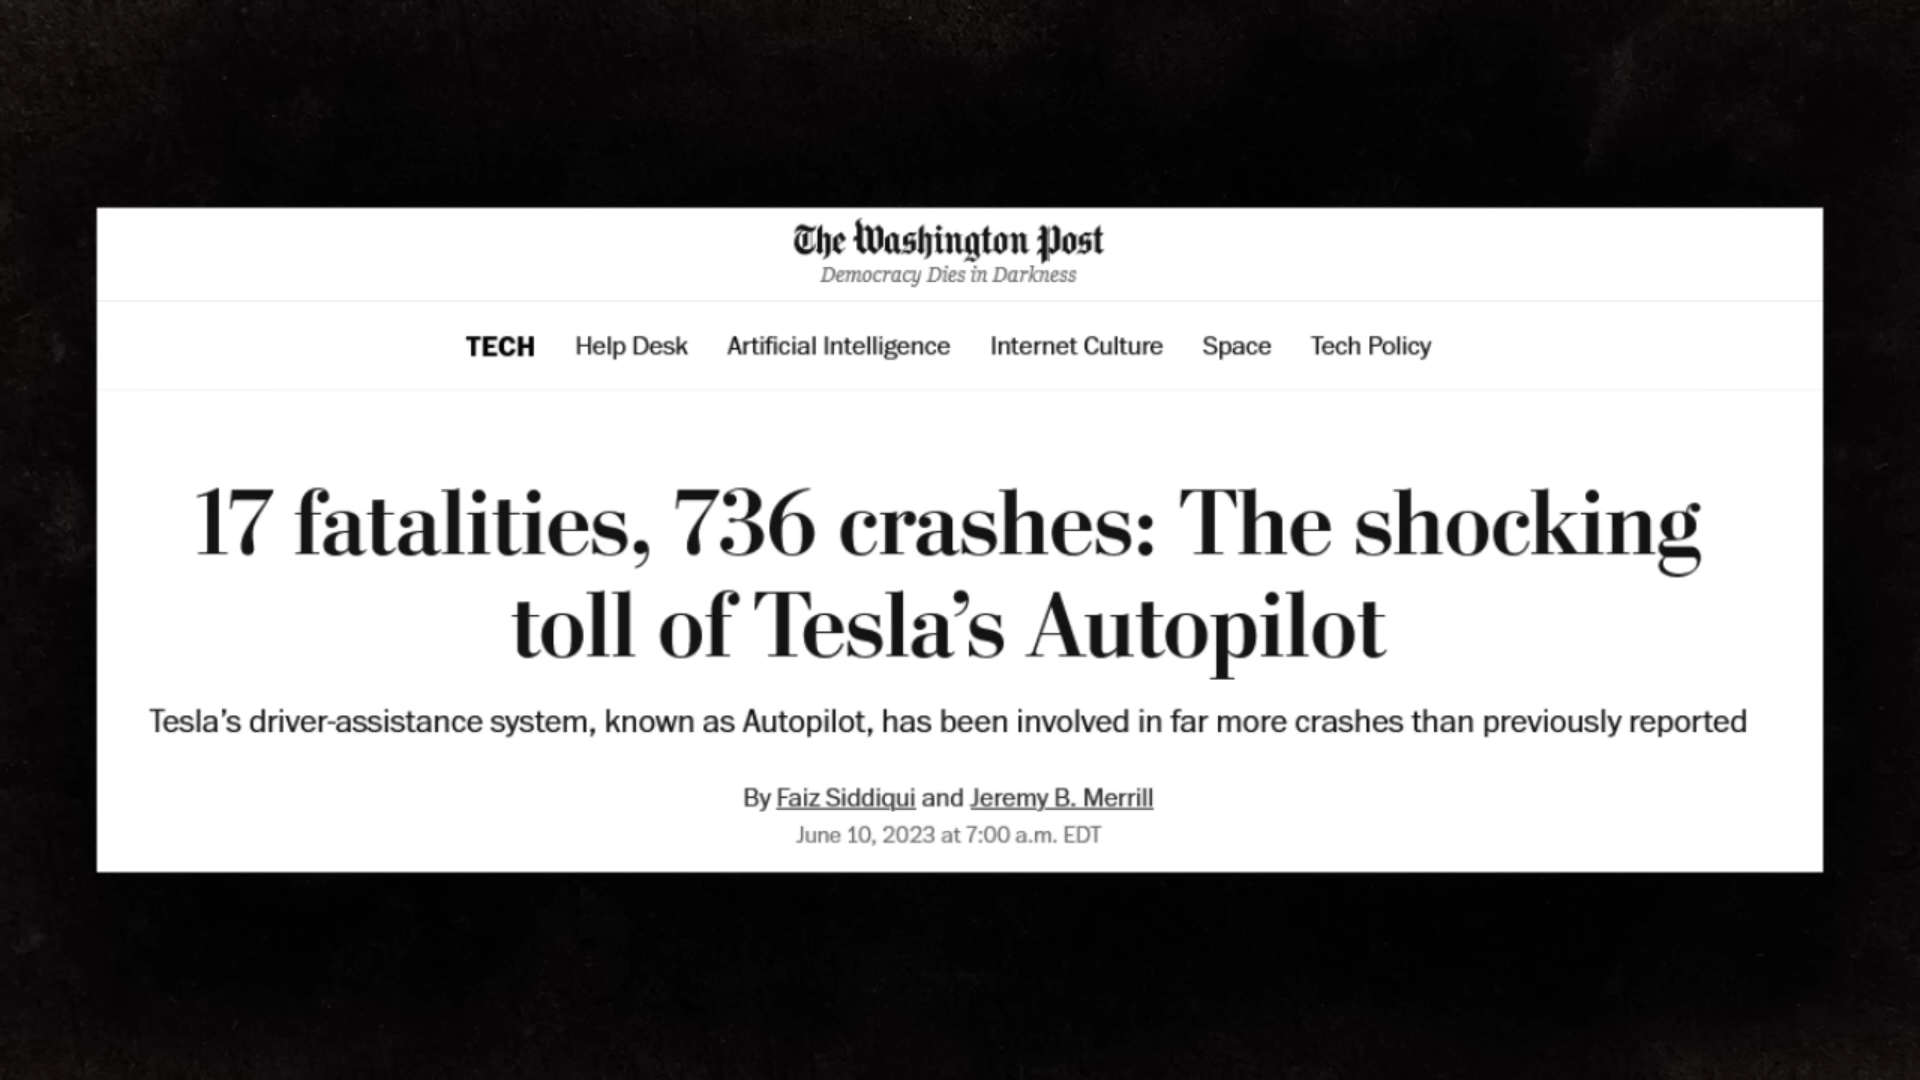 The Washington Post
Democracy Dies in Darkness
TECH Help Desk Artificial Intelligence Internet Culture Space Tech Policy
17 fatalities, 736 crashes: The shocking
toll of Tesla’s Autopilot
Tesla’s driver-assistance system, known as Autopilot, has been involved in far more crashes than previously reported
By Faiz Siddiqui and Jeremy B. Merrill
June 10, 2023 at 7:00 a.m. EDT